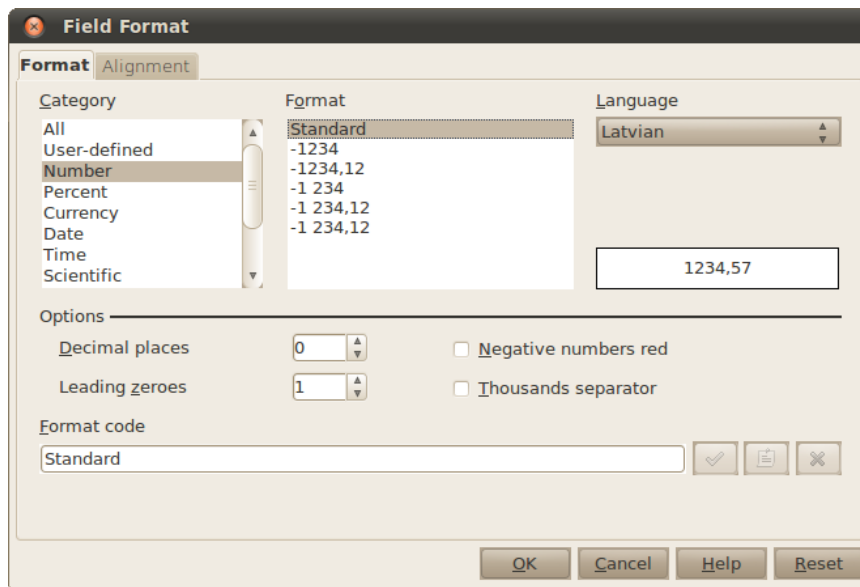 Field Format
Format Alignment
Category
All
User-defined
Number
Percent
Currency
Date
Time
Scientific
Format
Standard
-1234
-1234,12
-1 234
-1 234,12
-1 234,12
Language
Latvian
1234,57
Options
Decimal places 0 Negative numbers red
Leading zeroes 1 Thousands separator
Format code
Standard
OK Cancel Help Reset